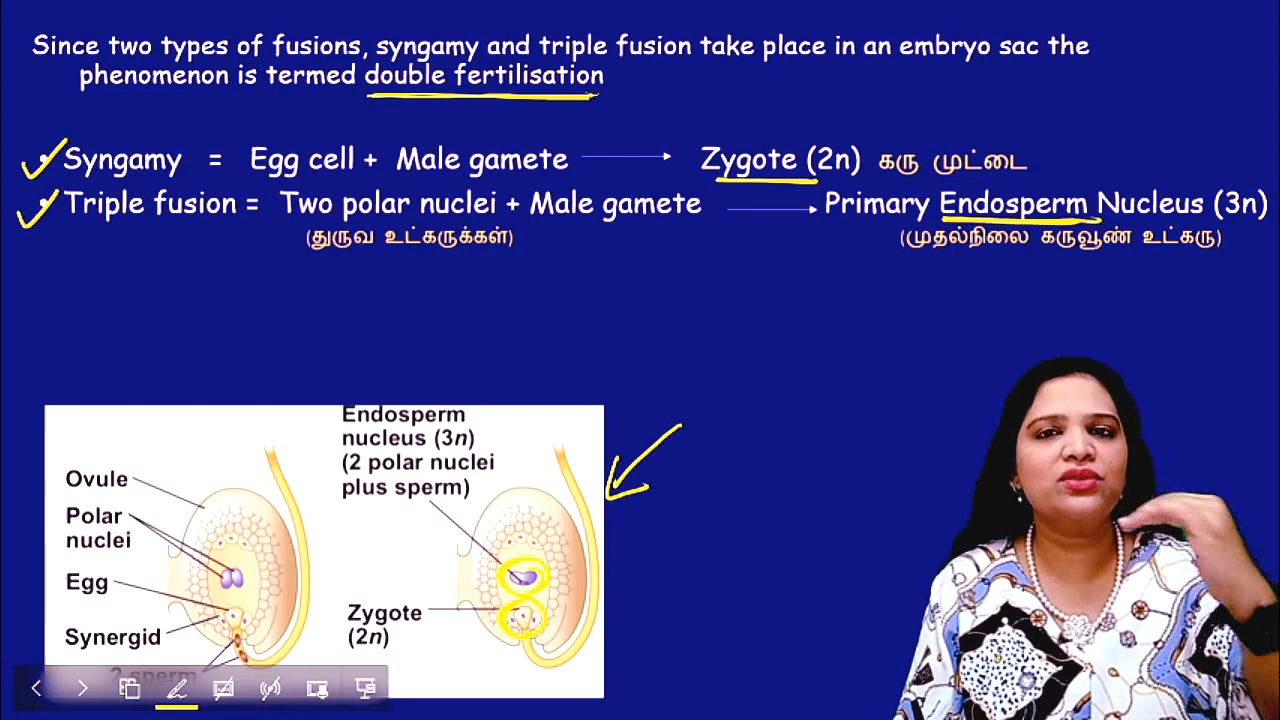 Since two types of fusions, syngamy and triple fusion take place in an embryo sac the
phenomenon is termed double fertilisation
• Syngamy = Egg cell + Male gamete → Zygote (2n) கரு முட்டை
• Triple fusion = Two polar nuclei + Male gamete → Primary Endosperm Nucleus (3n)
(துருவ உட்கருக்கள்) (முதல்நிலை கருவூண் உட்கரு)
Ovule
Polar
nuclei
Egg
Synergid
2 sperm
Endosperm
nucleus (3n)
(2 polar nuclei
plus sperm)
Zygote
(2n)